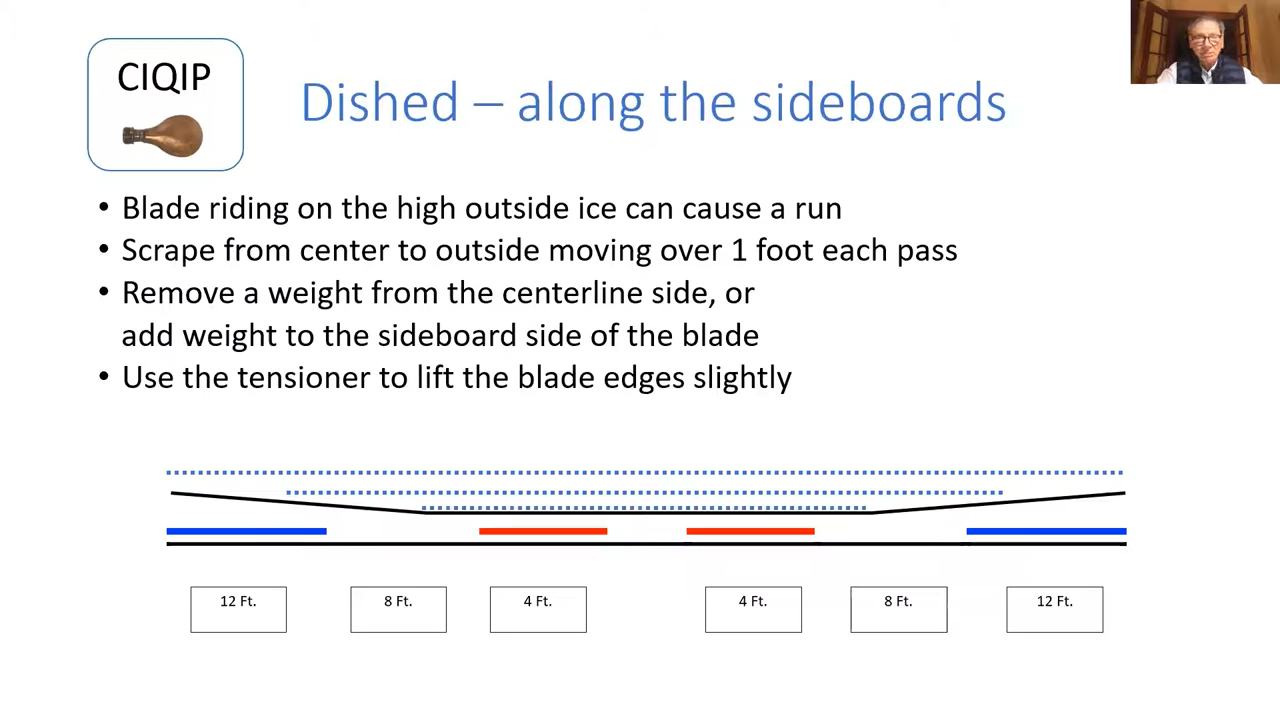 CIQIP
Dished – along the sideboards
• Blade riding on the high outside ice can cause a run
• Scrape from center to outside moving over 1 foot each pass
• Remove a weight from the centerline side, or
add weight to the sideboard side of the blade
• Use the tensioner to lift the blade edges slightly
12 Ft.
8 Ft.
4 Ft.
4 Ft.
8 Ft.
12 Ft.